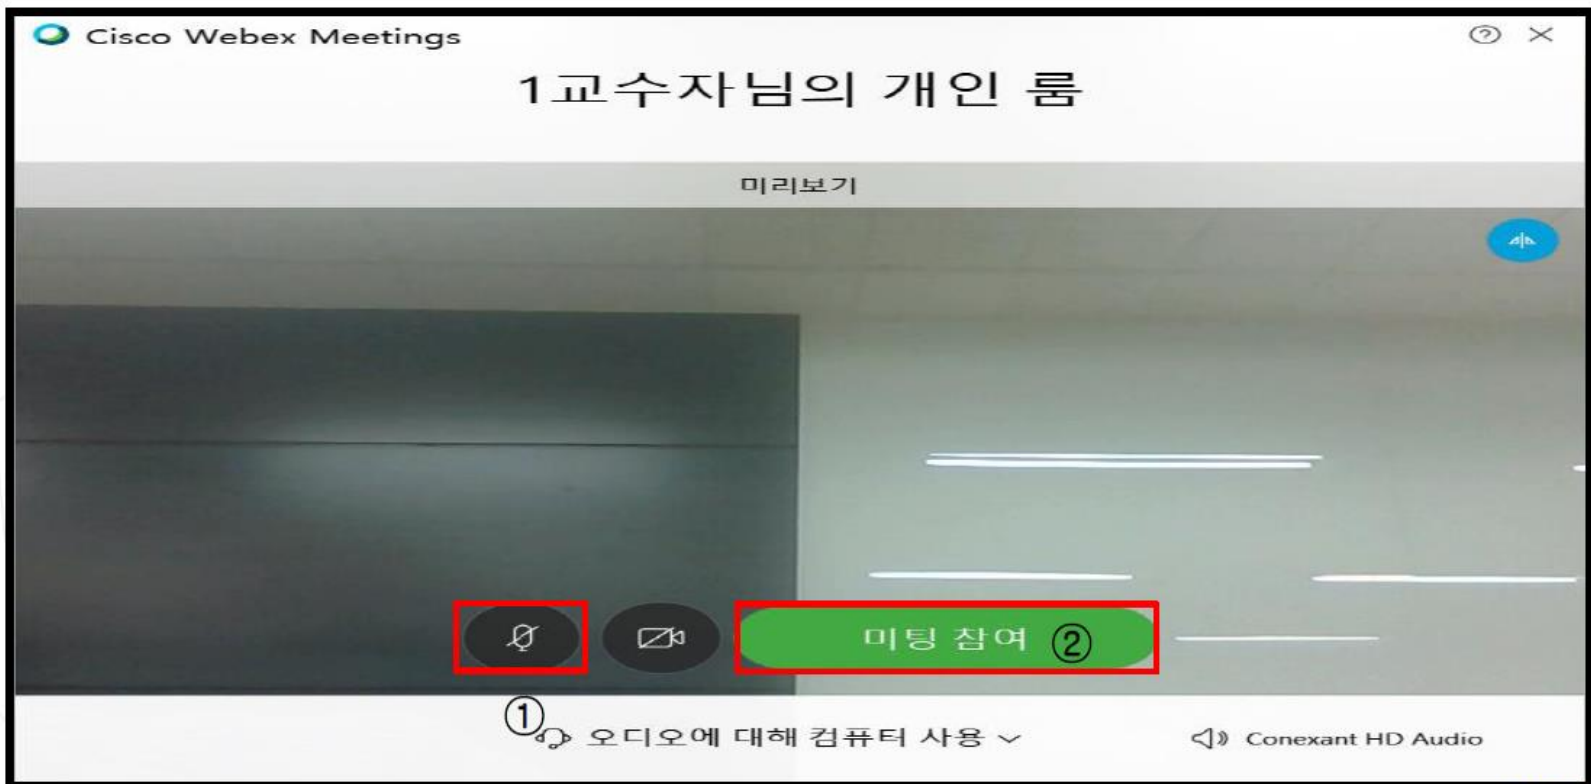 Cisco Webex Meetings
1교수자님의 개인 룸
미리보기
미팅 참여 ②
①
오디오에 대해 컴퓨터 사용
Conexant HD Audio